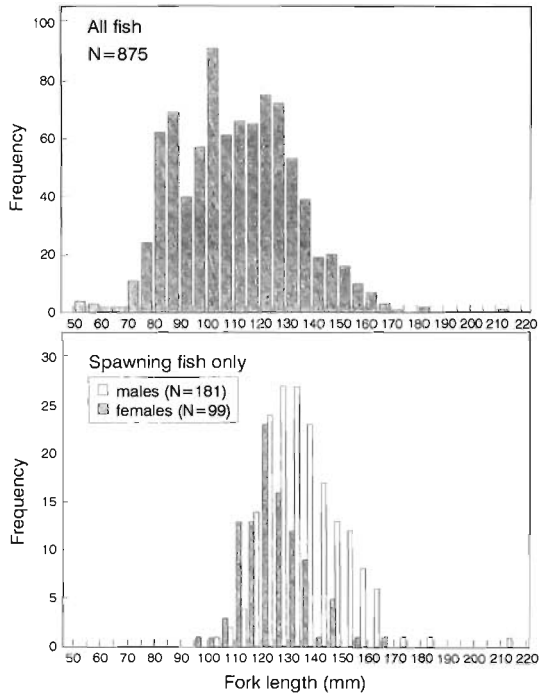 All fish
N=875
Frequency
100
80
60
40
20
0
50 60 70 80 90 100 110 120 130 140 150 160 170 180 190 200 210 220
Spawning fish only
males (N=181)
females (N=99)
Frequency
30
25
20
15
10
5
0
50 60 70 80 90 100 110 120 130 140 150 160 170 180 190 200 210 220
Fork length (mm)